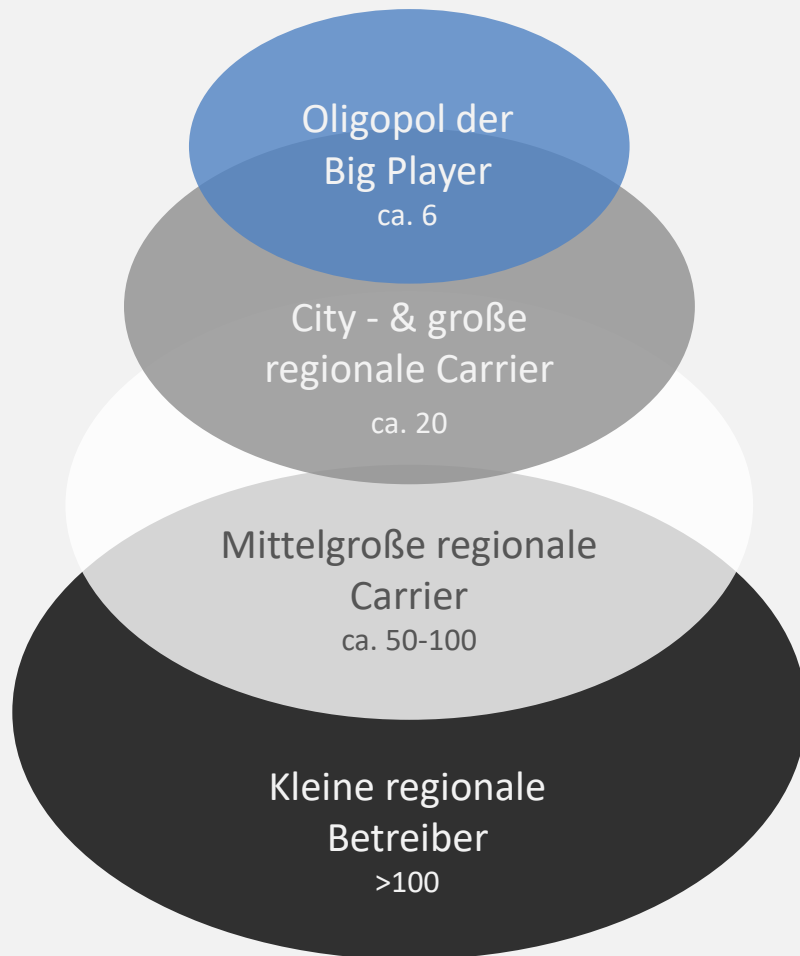 Oligopol der
Big Player
ca. 6
City - & große
regionale Carrier
ca. 20
Mittelgroße regionale
Carrier
ca. 50-100
Kleine regionale
Betreiber
>100